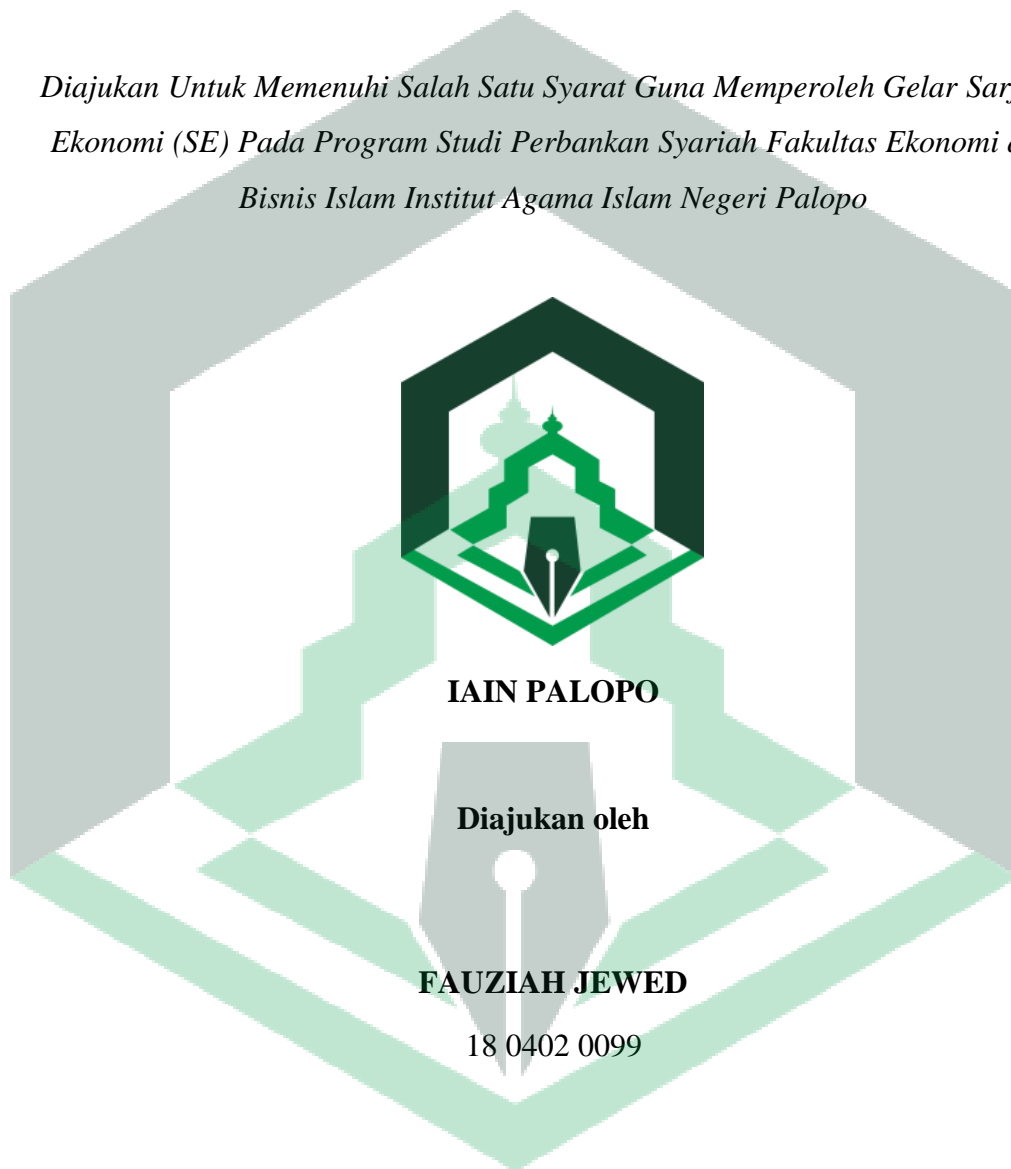 Diajukan Untuk Memenuhi Salah Satu Syarat Guna Memperoleh Gelar
Ekonomi (SE) Pada Program Studi Perbankan Syariah Fakultas Ekonomi
Bisnis Islam Institut Agama Islam Negeri Palopo
IAIN PALOPO
Diajukan oleh
FAUZIAH JEWED
18 0402 0099